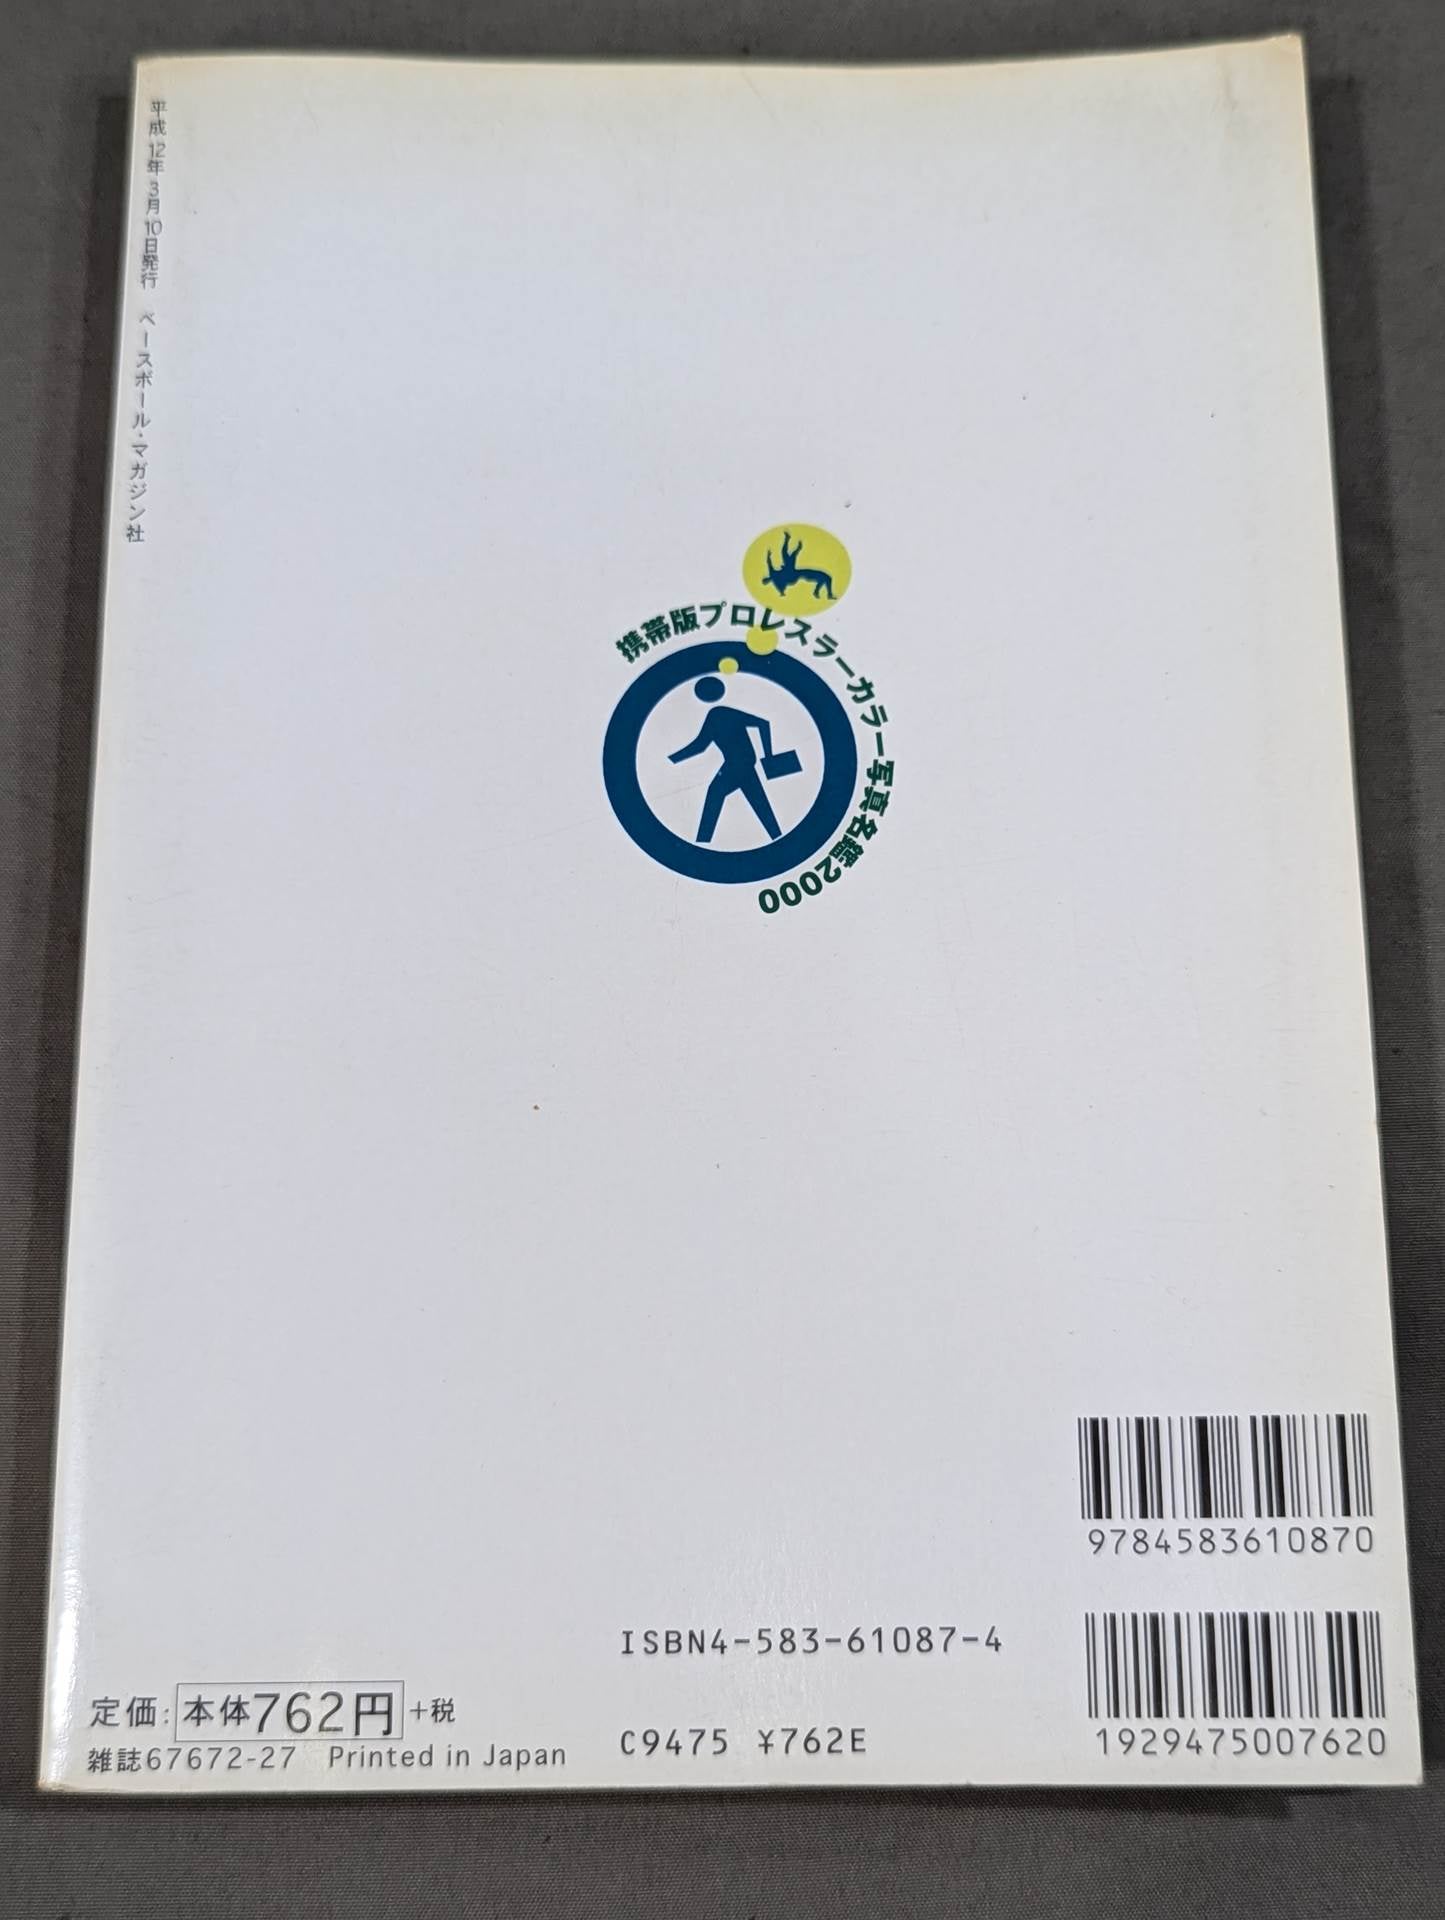 平成12年3月10日発行 ベースボール・マガジン社
携帯版プロレスラーカラー写真名鑑2000
9784583610870
ISBN4-583-61087-4
定価:本体762円+税
雑誌67672-27 Printed in Japan
C9475 ¥762E
1929475007620